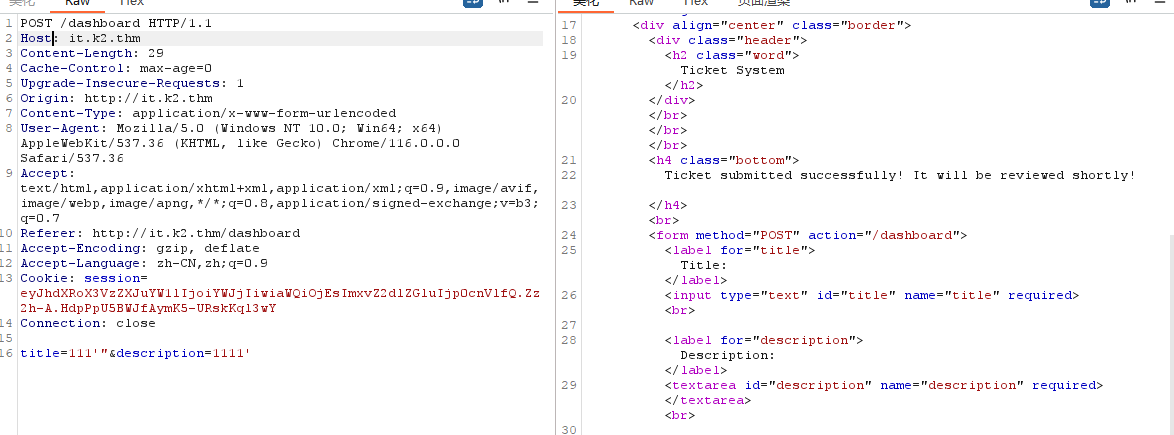 美化 Raw Hex
1 POST /dashboard HTTP/1.1
2 Host: it.k2.thm
3 Content-Length: 29
4 Cache-Control: max-age=0
5 Upgrade-Insecure-Requests: 1
6 Origin: http://it.k2.thm
7 Content-Type: application/x-www-form-urlencoded
8 User-Agent: Mozilla/5.0 (Windows NT 10.0; Win64; x64)
AppleWebKit/537.36 (KHTML, like Gecko) Chrome/116.0.0.0
Safari/537.36
9 Accept:
text/html,application/xhtml+xml,application/xml;q=0.9,image/avif,
image/webp,image/apng,*/*;q=0.8,application/signed-exchange;v=b3;
q=0.7
10 Referer: http://it.k2.thm/dashboard
11 Accept-Encoding: gzip, deflate
12 Accept-Language: zh-CN,zh;q=0.9
13 Cookie: session=
eyJhdXRoX3VzZXJuYW1lIjoiYWJjIiwiaWQiOjEsImxvZ2dlZGluIjp0cnVlfQ.Zz
2h-A.HdpPpU5BWJfAymK5-URskKql3wY
14 Connection: close
15
16 title=111'"&description=1111'
美化 Raw Hex 页面渲染
17 <div align="center" class="border">
18 <div class="header">
19 <h2 class="word">
Ticket System
</h2>
20 </div>
</br>
</br>
</br>
21 <h4 class="bottom">
22 Ticket submitted successfully! It will be reviewed shortly!
23 </h4>
<br>
24 <form method="POST" action="/dashboard">
25 <label for="title">
Title:
</label>
26 <input type="text" id="title" name="title" required>
<br>
27
28 <label for="description">
Description:
</label>
29 <textarea id="description" name="description" required>
</textarea>
<br>
30